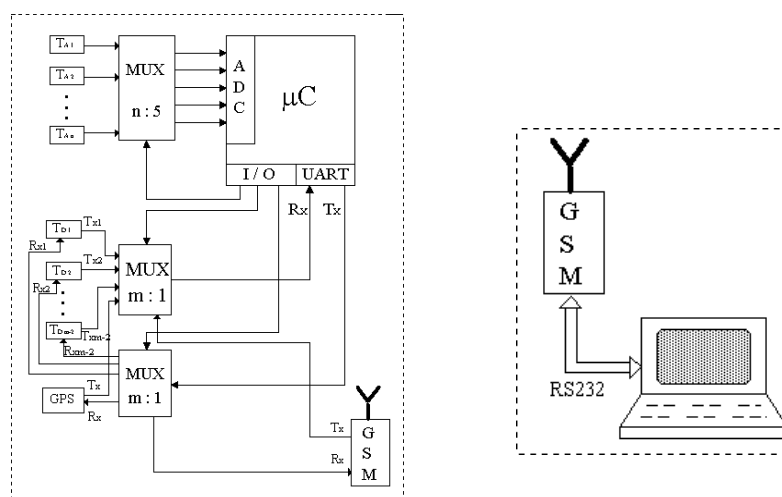 TA1
MUX
n : 5
TA2
TAn
A
D
C
μC
I / O
UART
Rx
Tx
TD1
Tx1
Rx1
TD2
Tx2
Rx2
MUX
m : 1
TDm-2
Txm-2
Rxm-2
MUX
m : 1
GPS
Tx
Rx
Tx
Rx
G
S
M
G
S
M
RS232